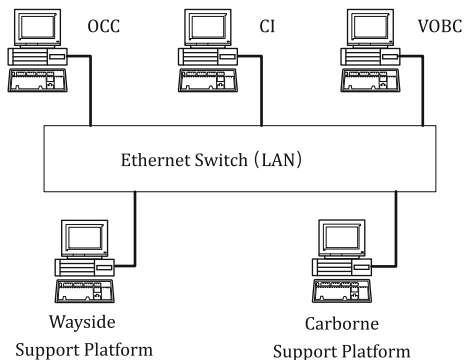 OCC
CI
VOBC
Ethernet Switch (LAN)
Wayside
Support Platform
Carborne
Support Platform